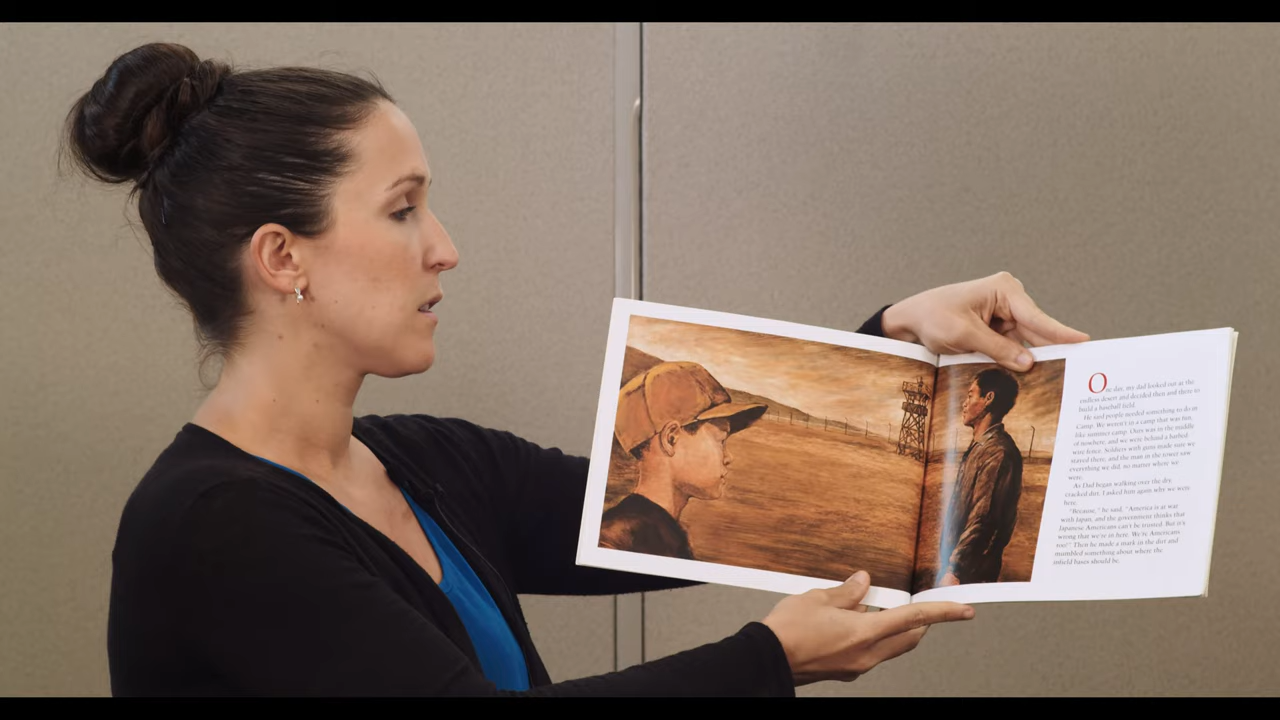 One day, my dad looked out at the
endless desert and decided then and there to
build a baseball field.
He said people needed something to do in
Camp. We weren't in a camp that was fun,
like summer camp. Ours was in the middle
of nowhere, and we were behind a barbed
wire fence. Soldiers with guns made sure we
stayed there, and the man in the tower saw
everything we did, no matter where we
were.
As Dad began walking over the dry,
cracked dirt, I asked him again why we were
here.
"Because," he said, "America is at war
with Japan, and the government thinks that
Japanese Americans can't be trusted. But it's
wrong that we're in here. We're Americans
too!" Then he made a mark in the dirt and
mumbled something about where the
infield bases should be.